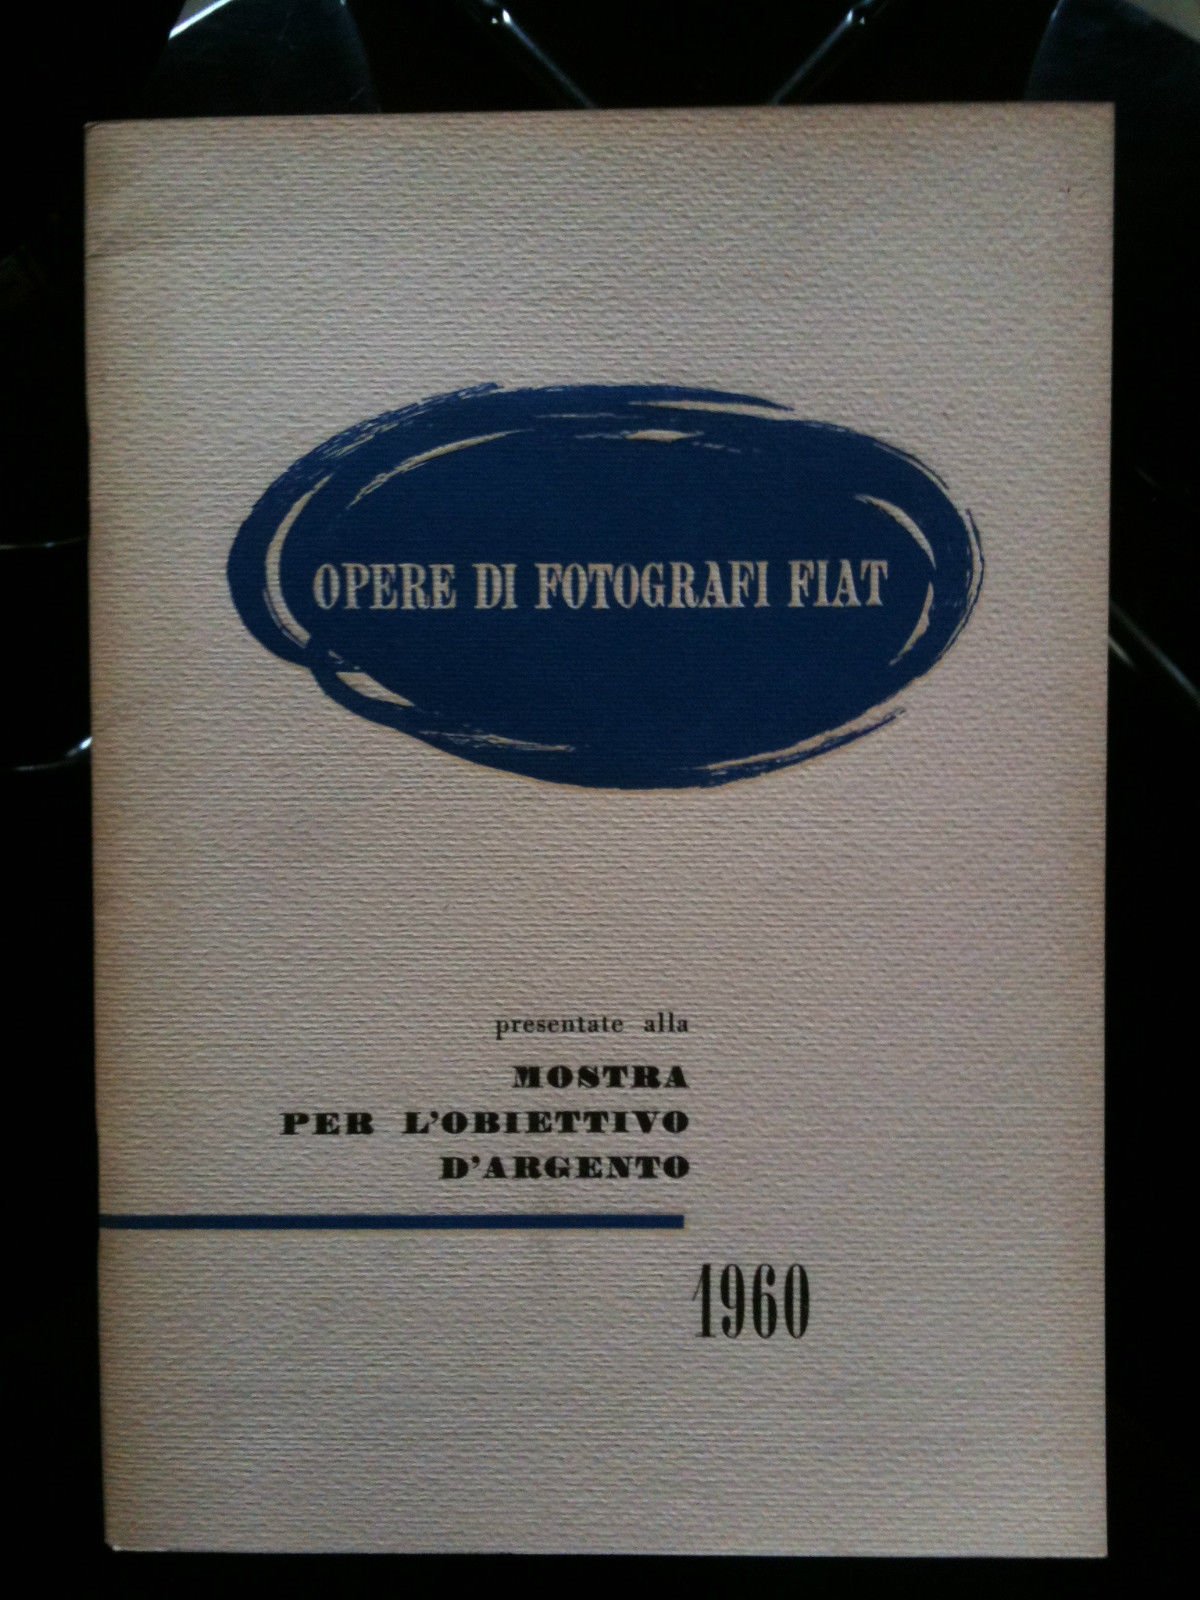 OPERE DI FOTOGRAFI FIAT
presentate alla
MOSTRA
PER L'OBIETTIVO
D'ARGENTO
1960